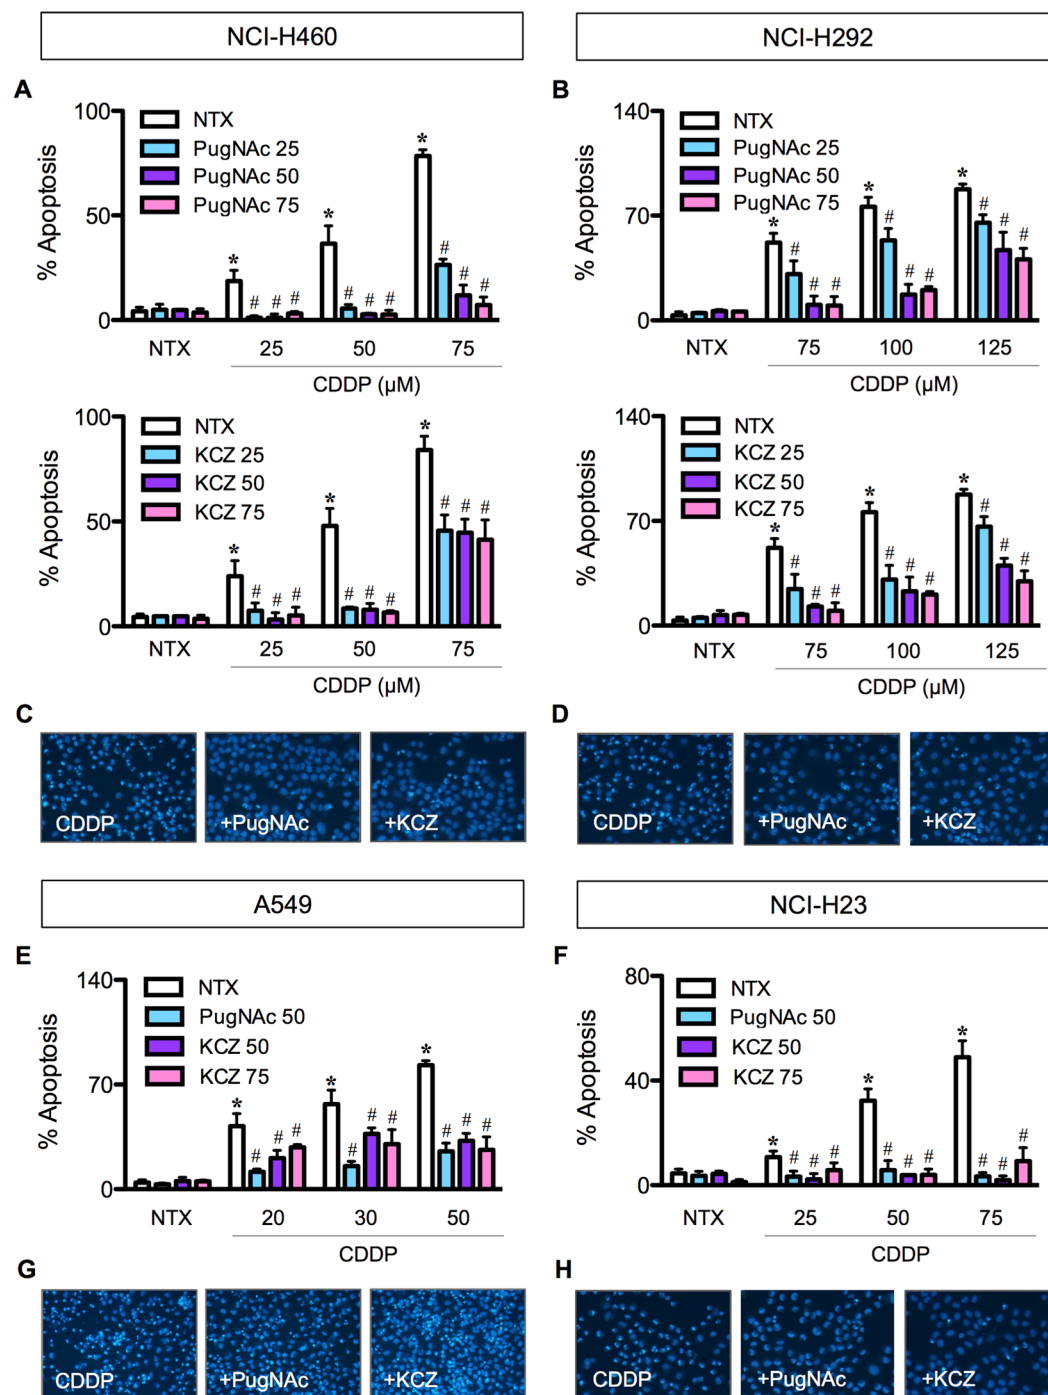 NCI-H460
NCI-H292
A
100
50
0
% Apoptosis
NTX
PugNAc 25
PugNAc 50
PugNAc 75
*
# # #
*
# # #
*
#
#
#
NTX
25
50
75
CDDP (µM)
100
50
0
% Apoptosis
NTX
KCZ 25
KCZ 50
KCZ 75
*
#
#
#
*
# # #
*
# # #
NTX
25
50
75
CDDP (µM)
B
140
70
0
% Apoptosis
NTX
PugNAc 25
PugNAc 50
PugNAc 75
*
#
# #
*
#
#
#
*
#
#
#
NTX
75
100
125
CDDP (µM)
140
70
0
% Apoptosis
NTX
KCZ 25
KCZ 50
KCZ 75
*
#
#
#
*
#
#
#
*
#
#
#
NTX
75
100
125
CDDP (µM)
C
CDDP
+PugNAc
+KCZ
D
CDDP
+PugNAc
+KCZ
A549
NCI-H23
E
140
70
0
% Apoptosis
NTX
PugNAc 50
KCZ 50
KCZ 75
*
#
#
#
*
#
#
#
*
#
#
#
NTX
20
30
50
CDDP
F
80
40
0
% Apoptosis
NTX
PugNAc 50
KCZ 50
KCZ 75
*
# # #
*
#
# #
*
# #
#
NTX
25
50
75
CDDP
G
CDDP
+PugNAc
+KCZ
H
CDDP
+PugNAc
+KCZ